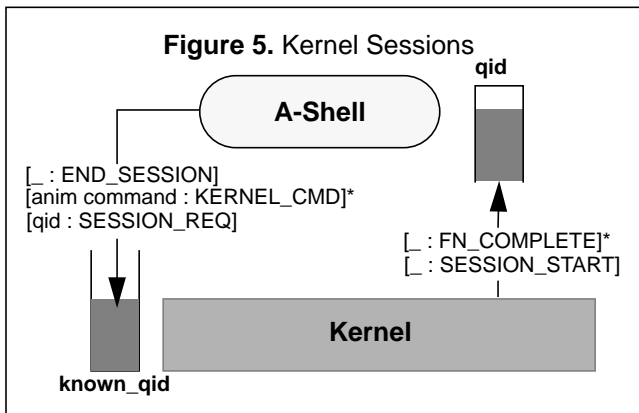 Figure 5. Kernel Sessions
qid
A-Shell
[_ : END_SESSION]
[anim command : KERNEL_CMD]*
[qid : SESSION_REQ]
[_ : FN_COMPLETE]*
[_ : SESSION_START]
Kernel
known_qid